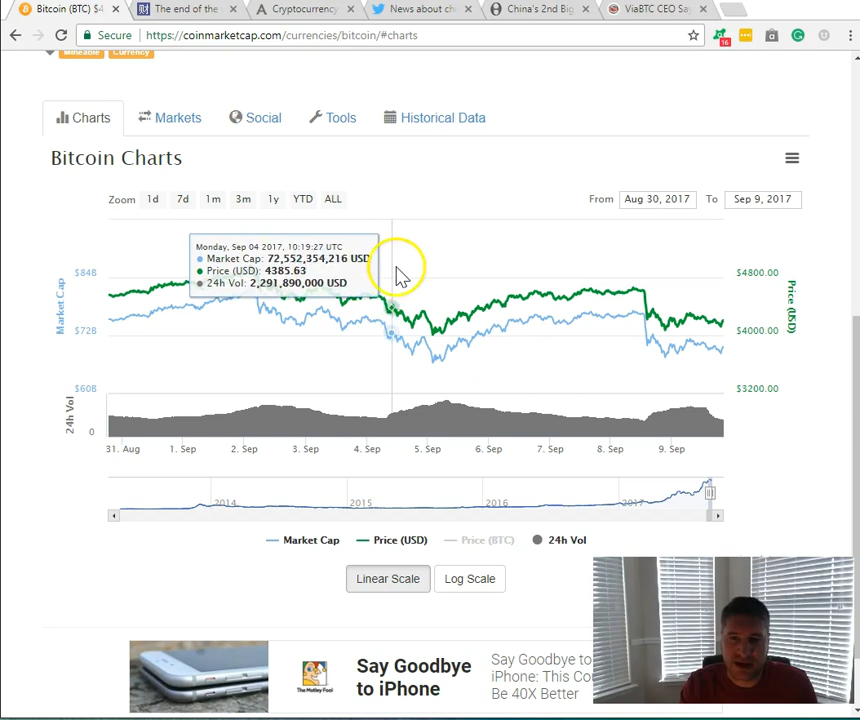 Bitcoin (BTC) $4
The end of the
Cryptocurrency
News about ch
China's 2nd Big
ViaBTC CEO Say
Secure
https://coinmarketcap.com/currencies/bitcoin/#charts
16
a
Mineable
Currency
Charts
Markets
Social
Tools
Historical Data
Bitcoin Charts
Zoom 1d 7d 1m 3m 1y YTD ALL
From Aug 30, 2017 To Sep 9, 2017
Monday, Sep 04 2017, 10:19:27 UTC
Market Cap: 72,552,354,216 USD
Price (USD): 4385.63
24h Vol: 2,291,890,000 USD
Market Cap
$84B
$72B
$60B
24h Vol
0
$4800.00
$4000.00
$3200.00
Price (USD)
31. Aug 1. Sep 2. Sep 3. Sep 4. Sep 5. Sep 6. Sep 7. Sep 8. Sep 9. Sep
2014 2015 2016 2017
Market Cap Price (USD) Price (BTC) 24h Vol
Linear Scale Log Scale
The Motley Fool
Say Goodbye
to iPhone
Say Goodbye to
iPhone: This Co
Be 40X Better